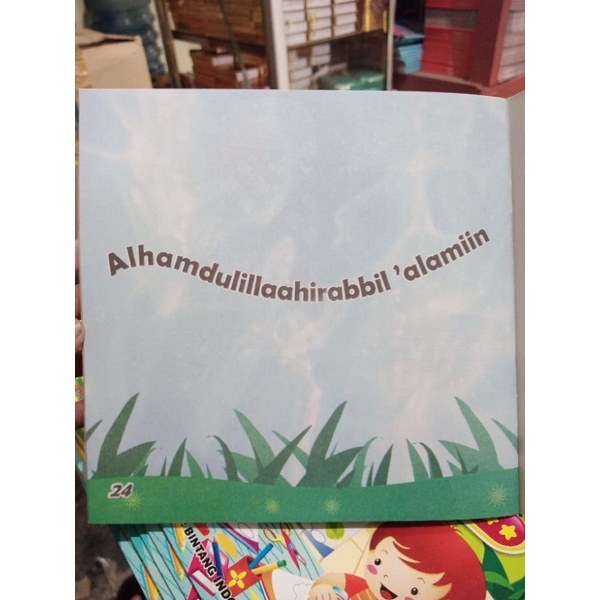 Alhamdulillaahirabbil 'alamiin
24
BINTANG INDO